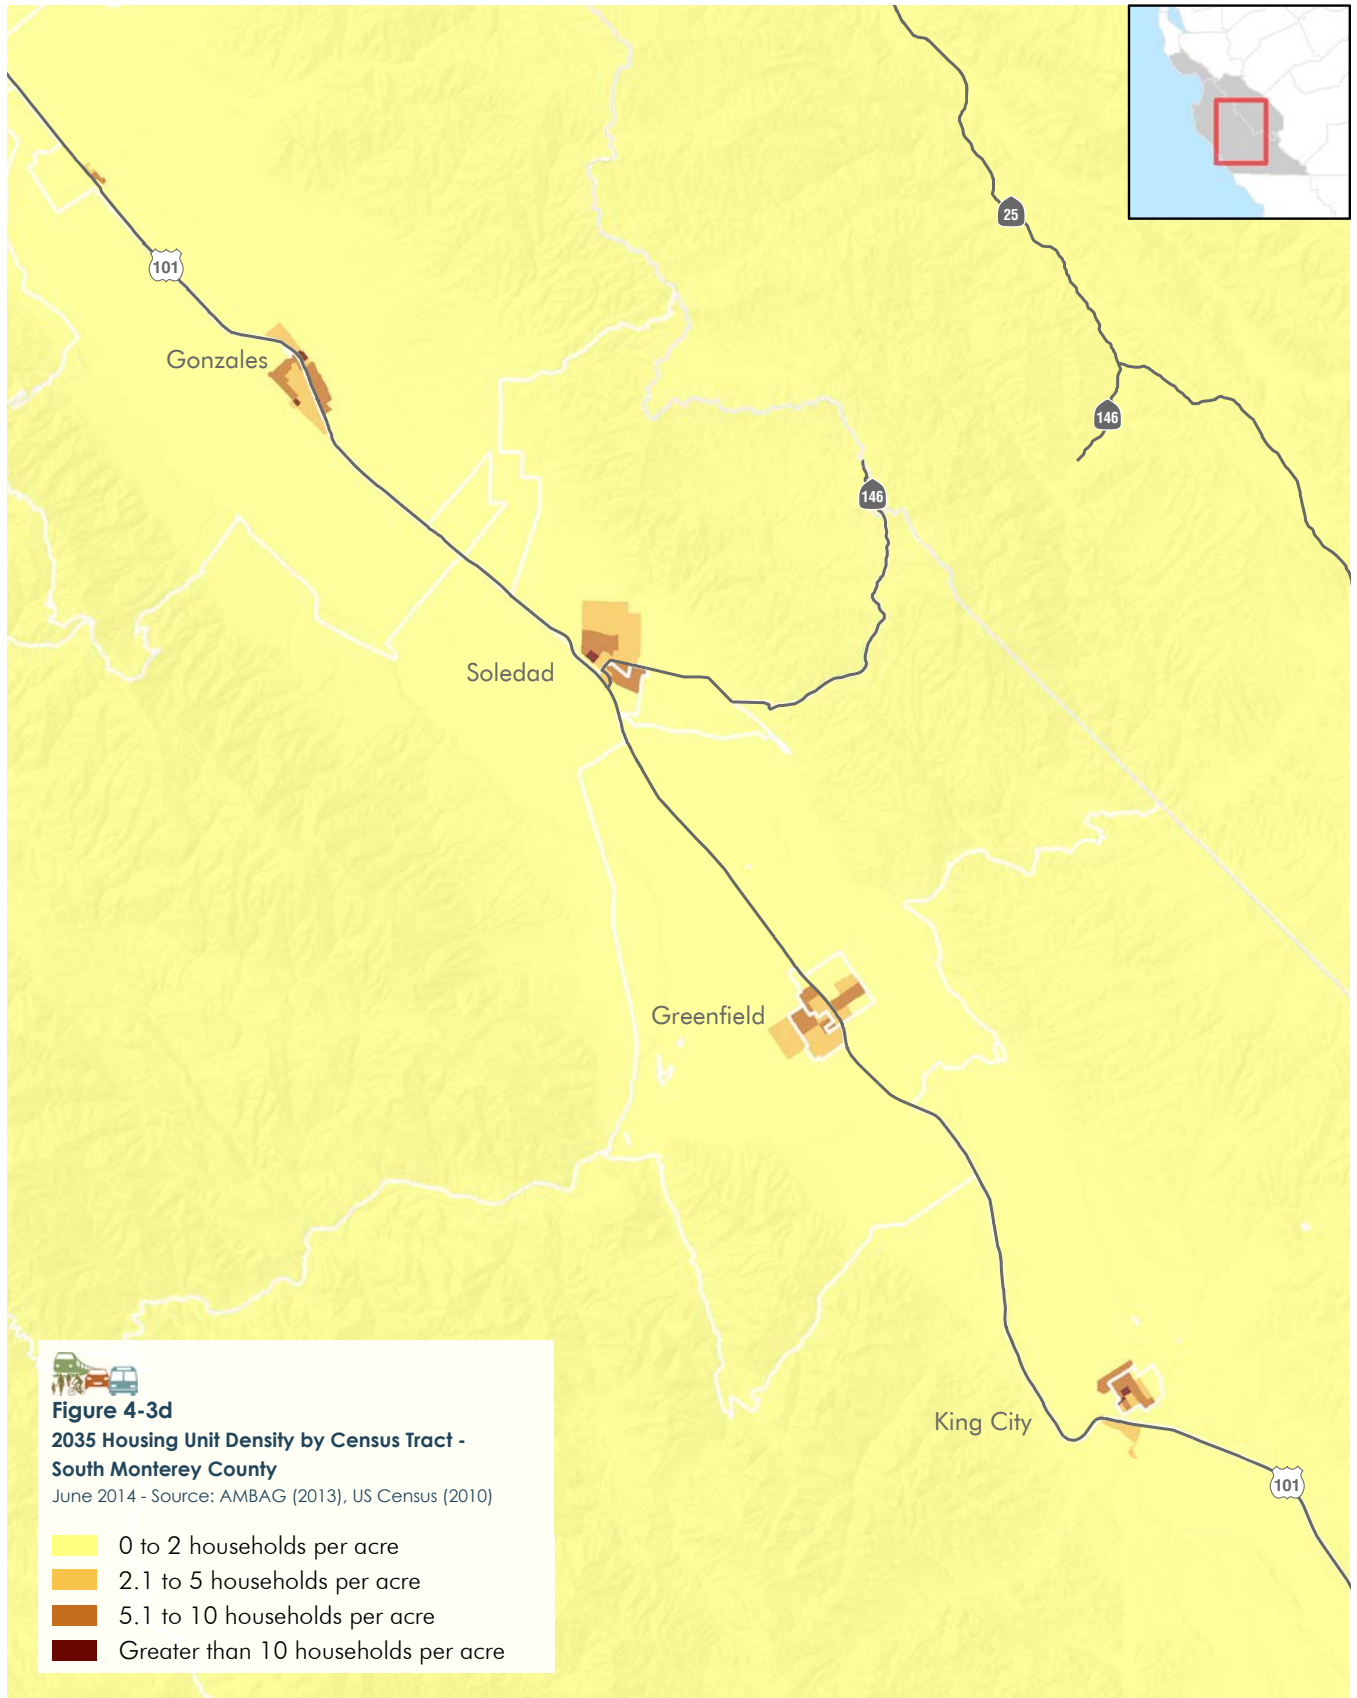 25
101
Gonzales
146
146
Soledad
Greenfield
King City
101
Figure 4-3d
2035 Housing Unit Density by Census Tract -
South Monterey County
June 2014 - Source: AMBAG (2013), US Census (2010)
0 to 2 households per acre
2.1 to 5 households per acre
5.1 to 10 households per acre
Greater than 10 households per acre